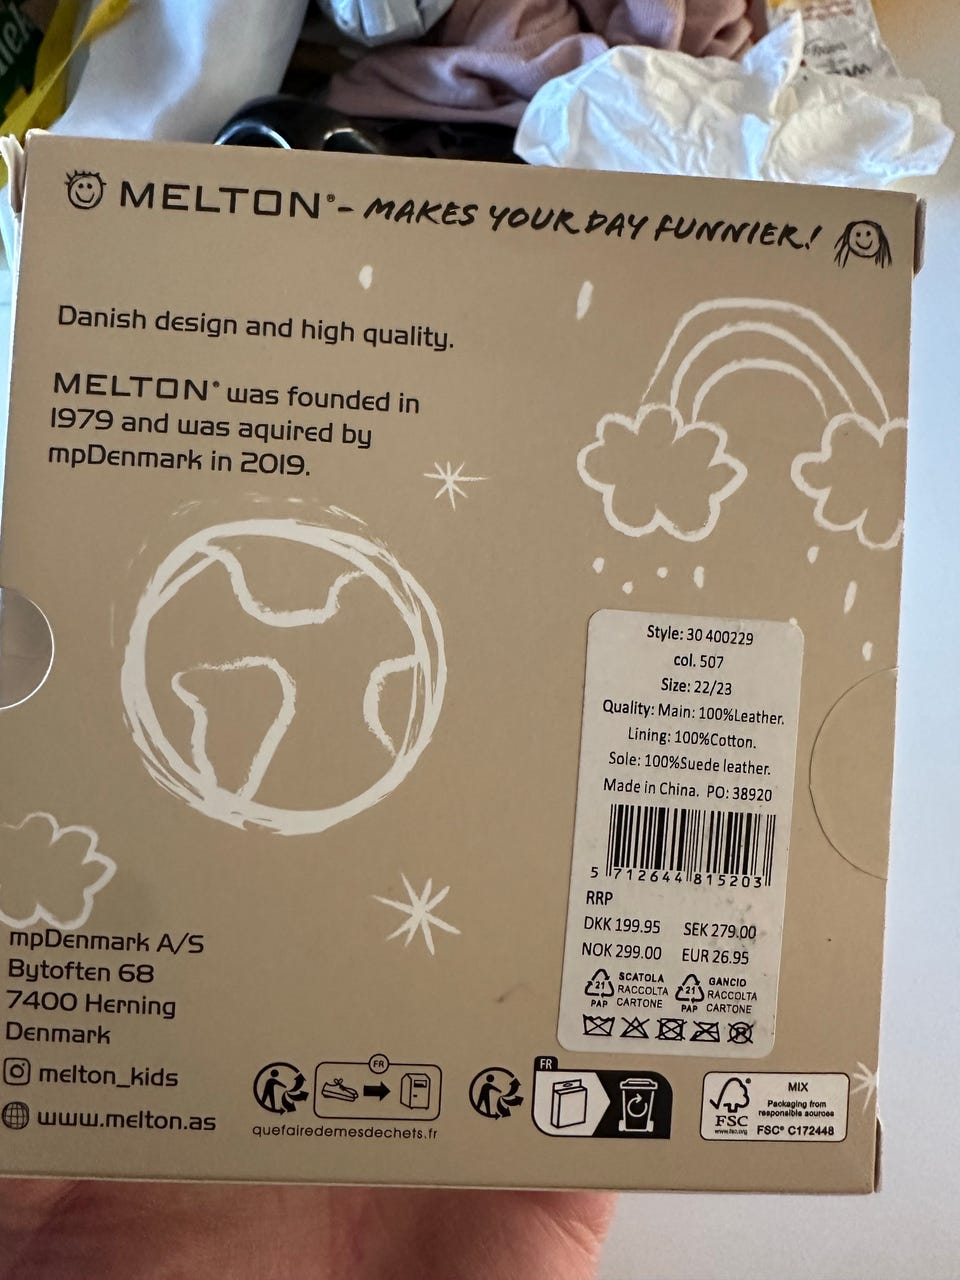 MELTON® - MAKES YOUR DAY FUNNIER!
Danish design and high quality.
MELTON® was founded in
1979 and was aquired by
mpDenmark in 2019.
Style: 30 400229
col. 507
Size: 22/23
Quality: Main: 100%Leather.
Lining: 100%Cotton.
Sole: 100%Suede leather.
Made in China. PO: 38920
5 712644 815203
RRP
DKK 199.95 SEK 279.00
NOK 299.00 EUR 26.95
21 PAP SCATOLA RACCOLTA CARTONE
21 PAP GANCIO RACCOLTA CARTONE
mpDenmark A/S
Bytoften 68
7400 Herning
Denmark
melton_kids
www.melton.as
FR
quefairedemesdechets.fr
FR
FSC
www.fsc.org
MIX
Packaging from
responsible sources
FSC® C172448